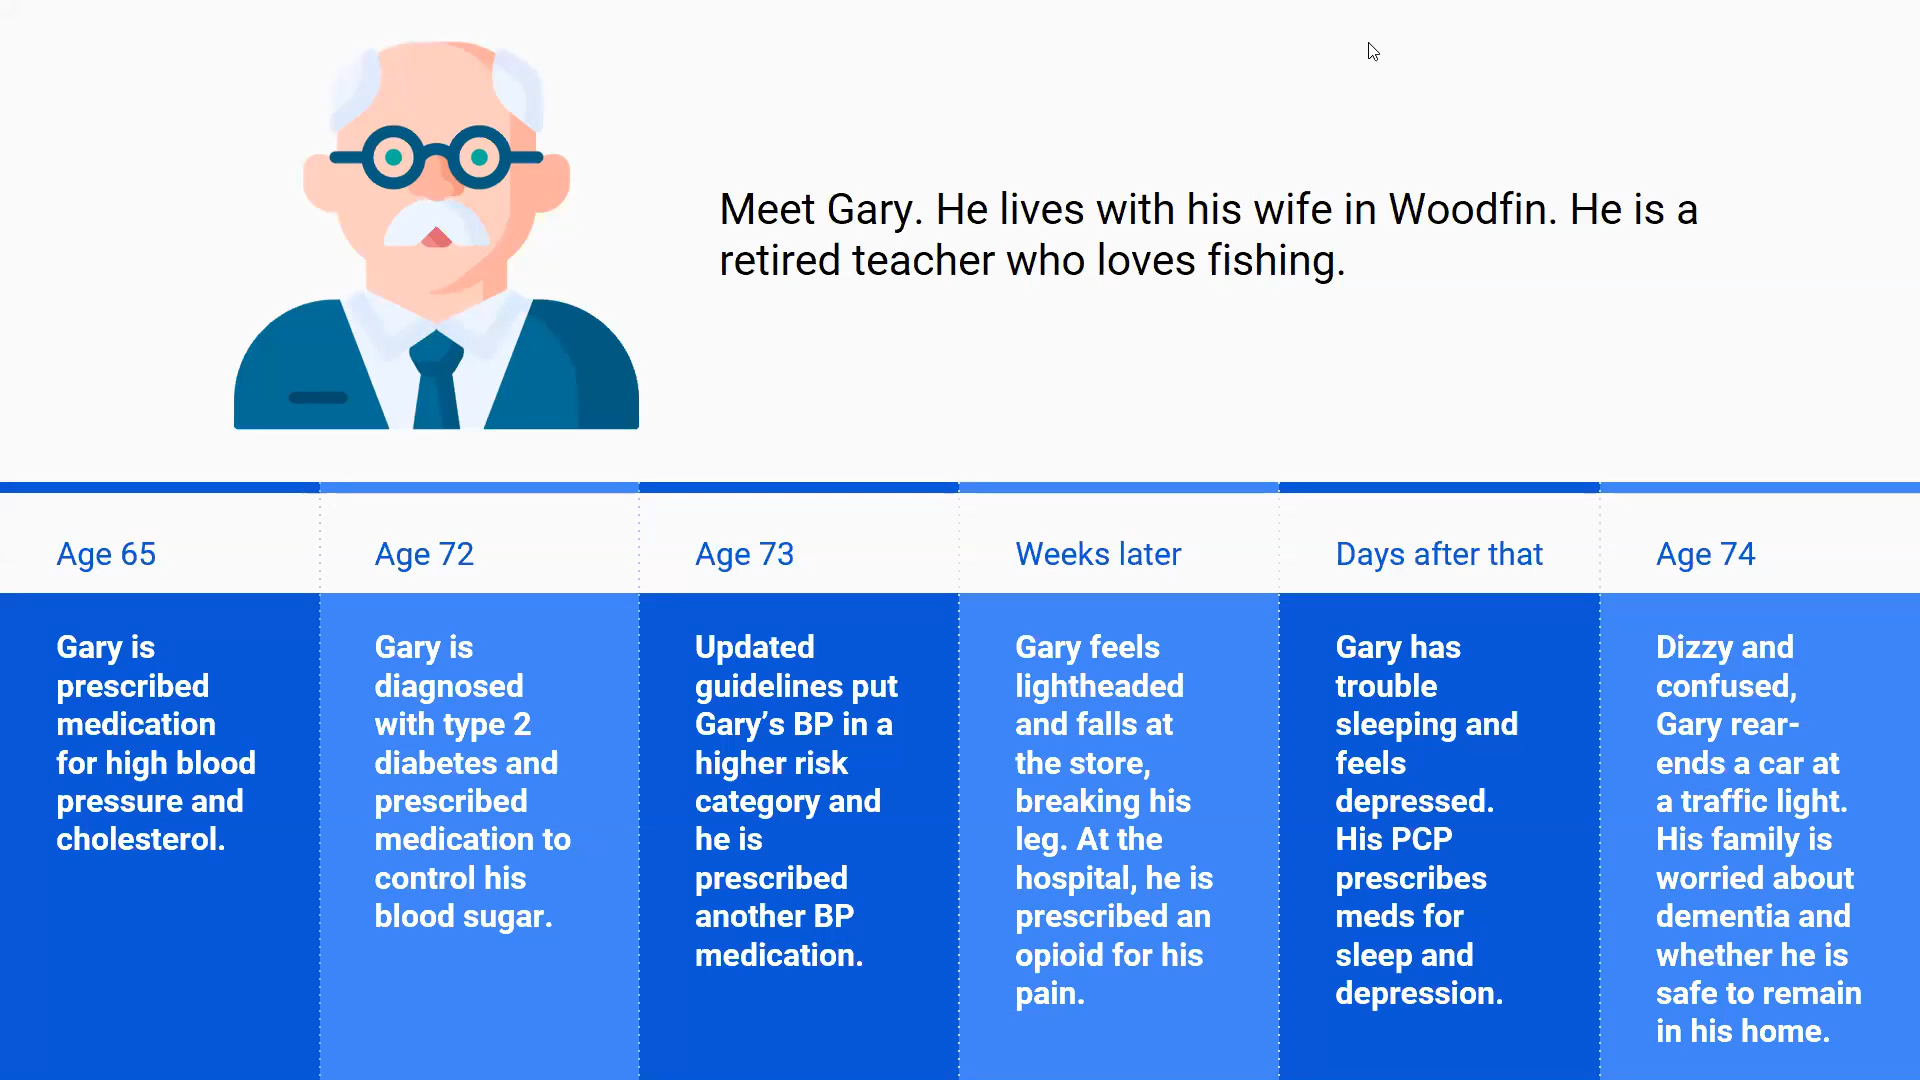 Meet Gary. He lives with his wife in Woodfin. He is a
retired teacher who loves fishing.
Age 65
Gary is
prescribed
medication
for high blood
pressure and
cholesterol.
Age 72
Gary is
diagnosed
with type 2
diabetes and
prescribed
medication to
control his
blood sugar.
Age 73
Updated
guidelines put
Gary’s BP in a
higher risk
category and
he is
prescribed
another BP
medication.
Weeks later
Gary feels
lightheaded
and falls at
the store,
breaking his
leg. At the
hospital, he is
prescribed an
opioid for his
pain.
Days after that
Gary has
trouble
sleeping and
feels
depressed.
His PCP
prescribes
meds for
sleep and
depression.
Age 74
Dizzy and
confused,
Gary rear-
ends a car at
a traffic light.
His family is
worried about
dementia and
whether he is
safe to remain
in his home.